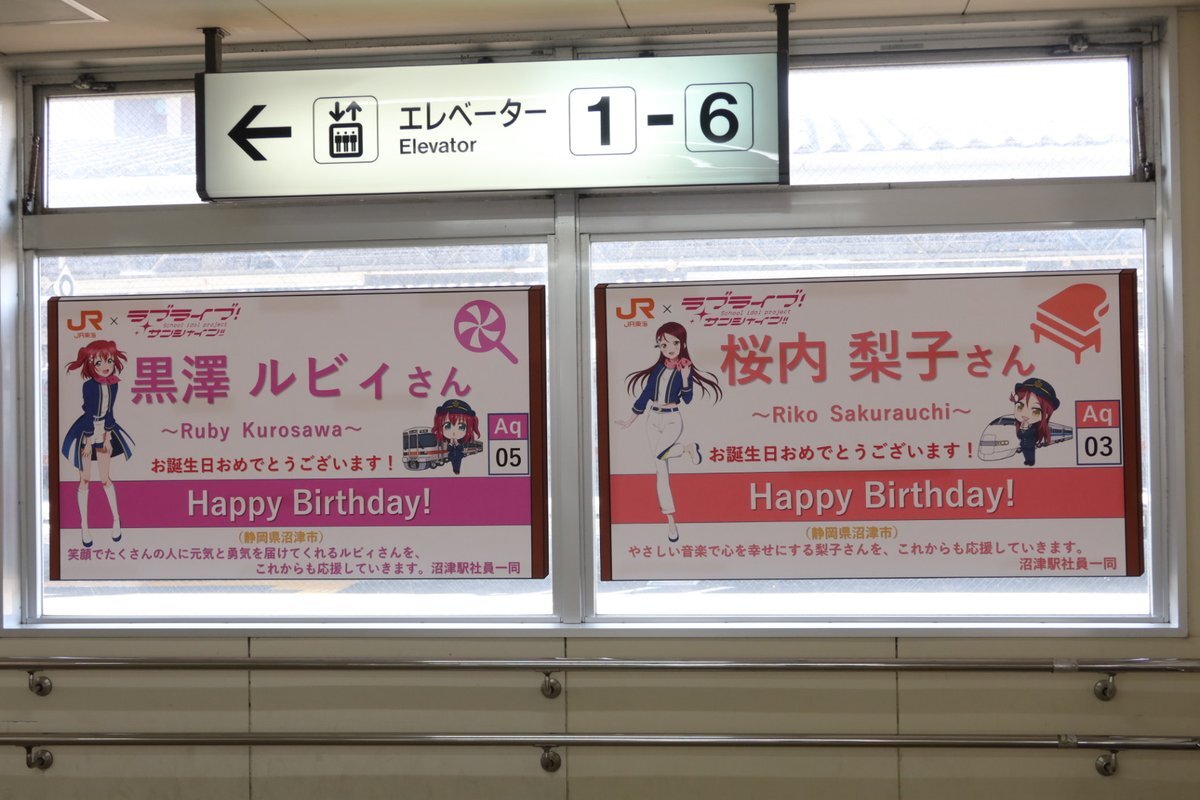 エレベーター
Elevator
1 - 6
JR × ラブライブ!
JR東海 School idol project
サンシャイン!!
黒澤 ルビィさん
～Ruby Kurosawa～
お誕生日おめでとうございます！
Aq
05
Happy Birthday!
(静岡県沼津市)
笑顔でたくさんの人に元気と勇気を届けてくれるルビィさんを、
これからも応援していきます。沼津駅社員一同
JR × ラブライブ!
JR東海 School idol project
サンシャイン!!
桜内 梨子さん
～Riko Sakurauchi～
お誕生日おめでとうございます！
Aq
03
Happy Birthday!
(静岡県沼津市)
やさしい音楽で心を幸せにする梨子さんを、これからも応援していきます。
沼津駅社員一同